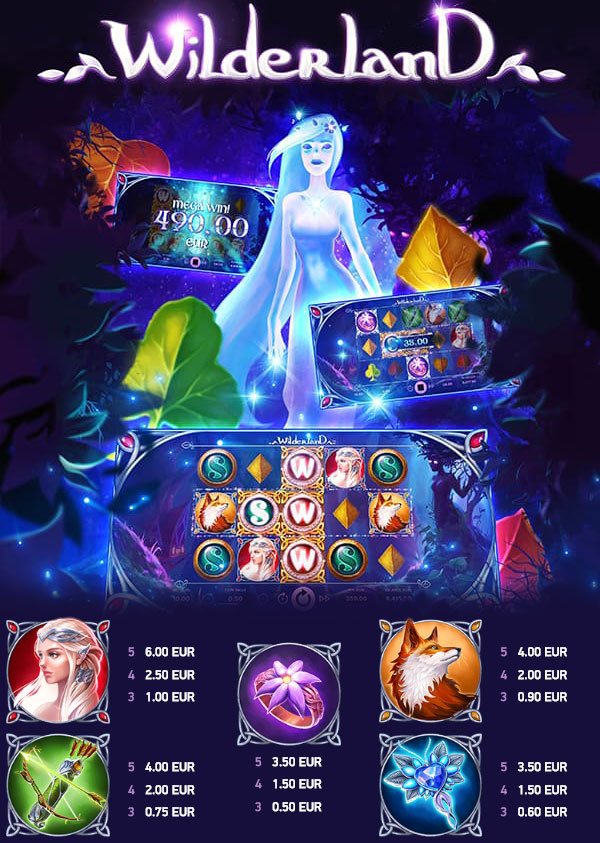 WilderlanD
MEGA WIN!
490.00
EUR
WilderlanD
38.00
WilderlanD
S W S
S W
S W S
5 6.00 EUR
4 2.50 EUR
3 1.00 EUR
5 4.00 EUR
4 2.00 EUR
3 0.90 EUR
5 3.50 EUR
4 1.50 EUR
3 0.50 EUR
5 4.00 EUR
4 2.00 EUR
3 0.75 EUR
5 3.50 EUR
4 1.50 EUR
3 0.60 EUR